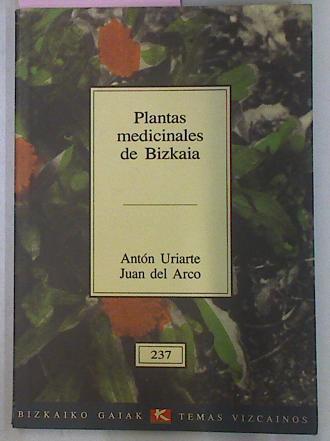 Plantas
medicinales
de Bizkaia
Antón Uriarte
Juan del Arco
237
BIZKAIKO GAIAK K TEMAS VIZCAINOS